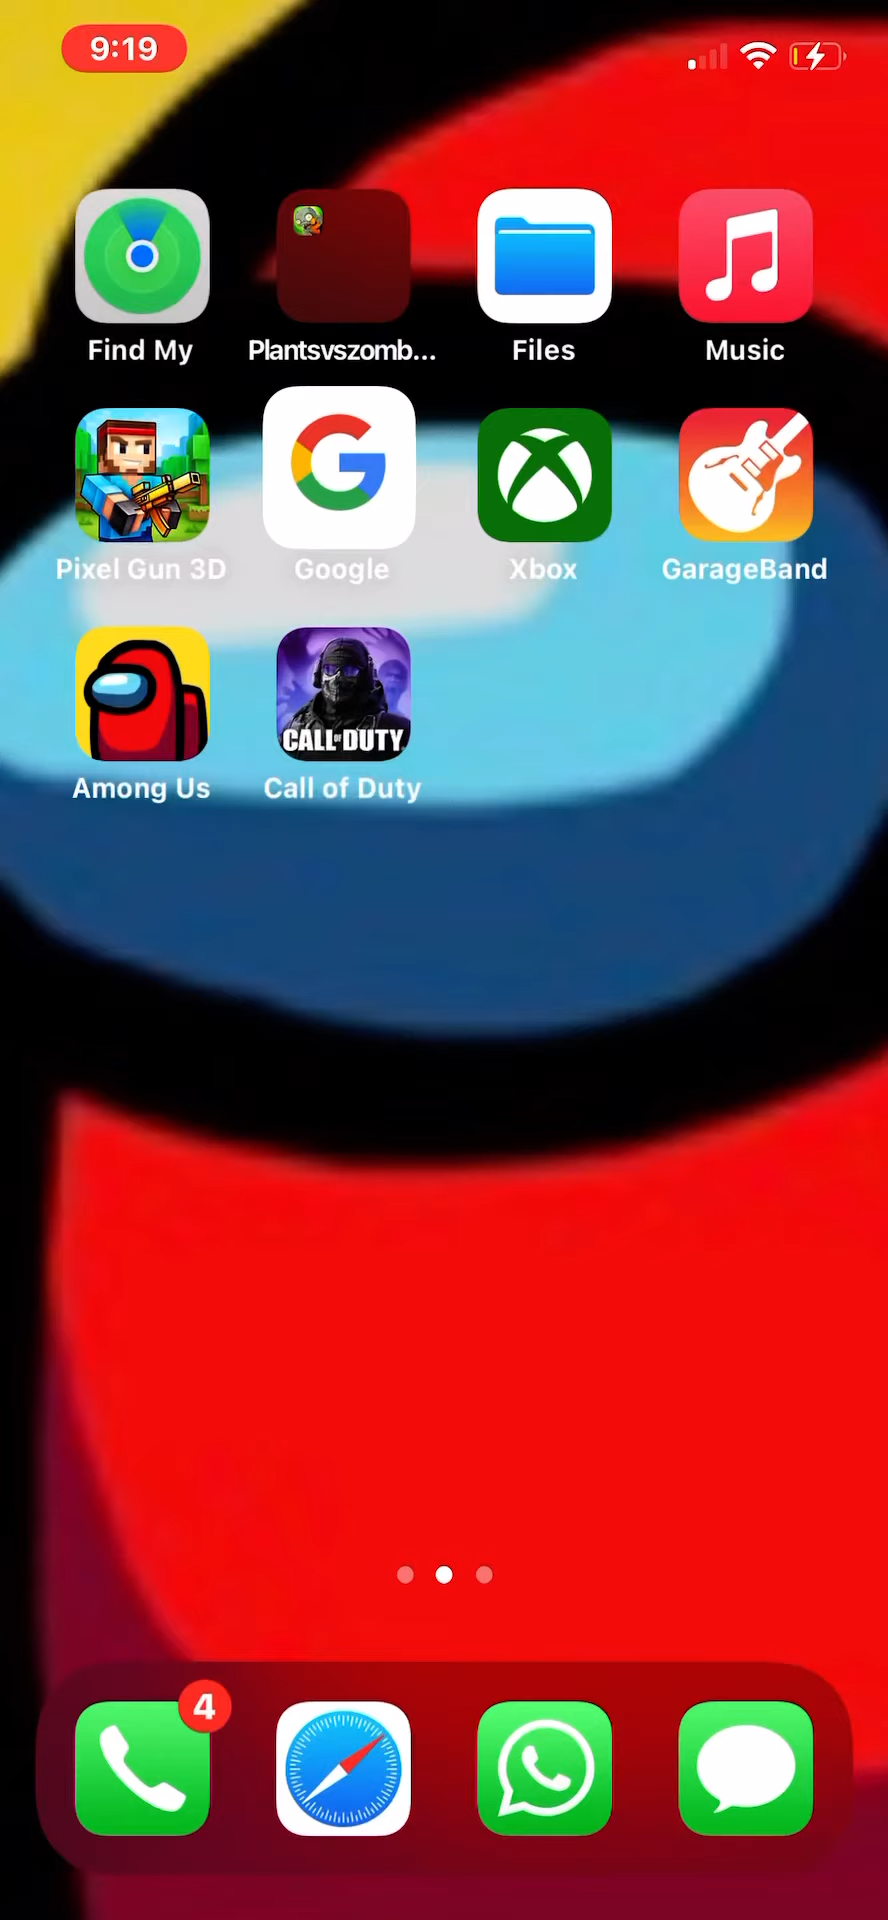 9:19
Find My
Plantsvszomb...
Files
Music
Pixel Gun 3D
Google
Xbox
GarageBand
CALL OF DUTY
Among Us
Call of Duty
4